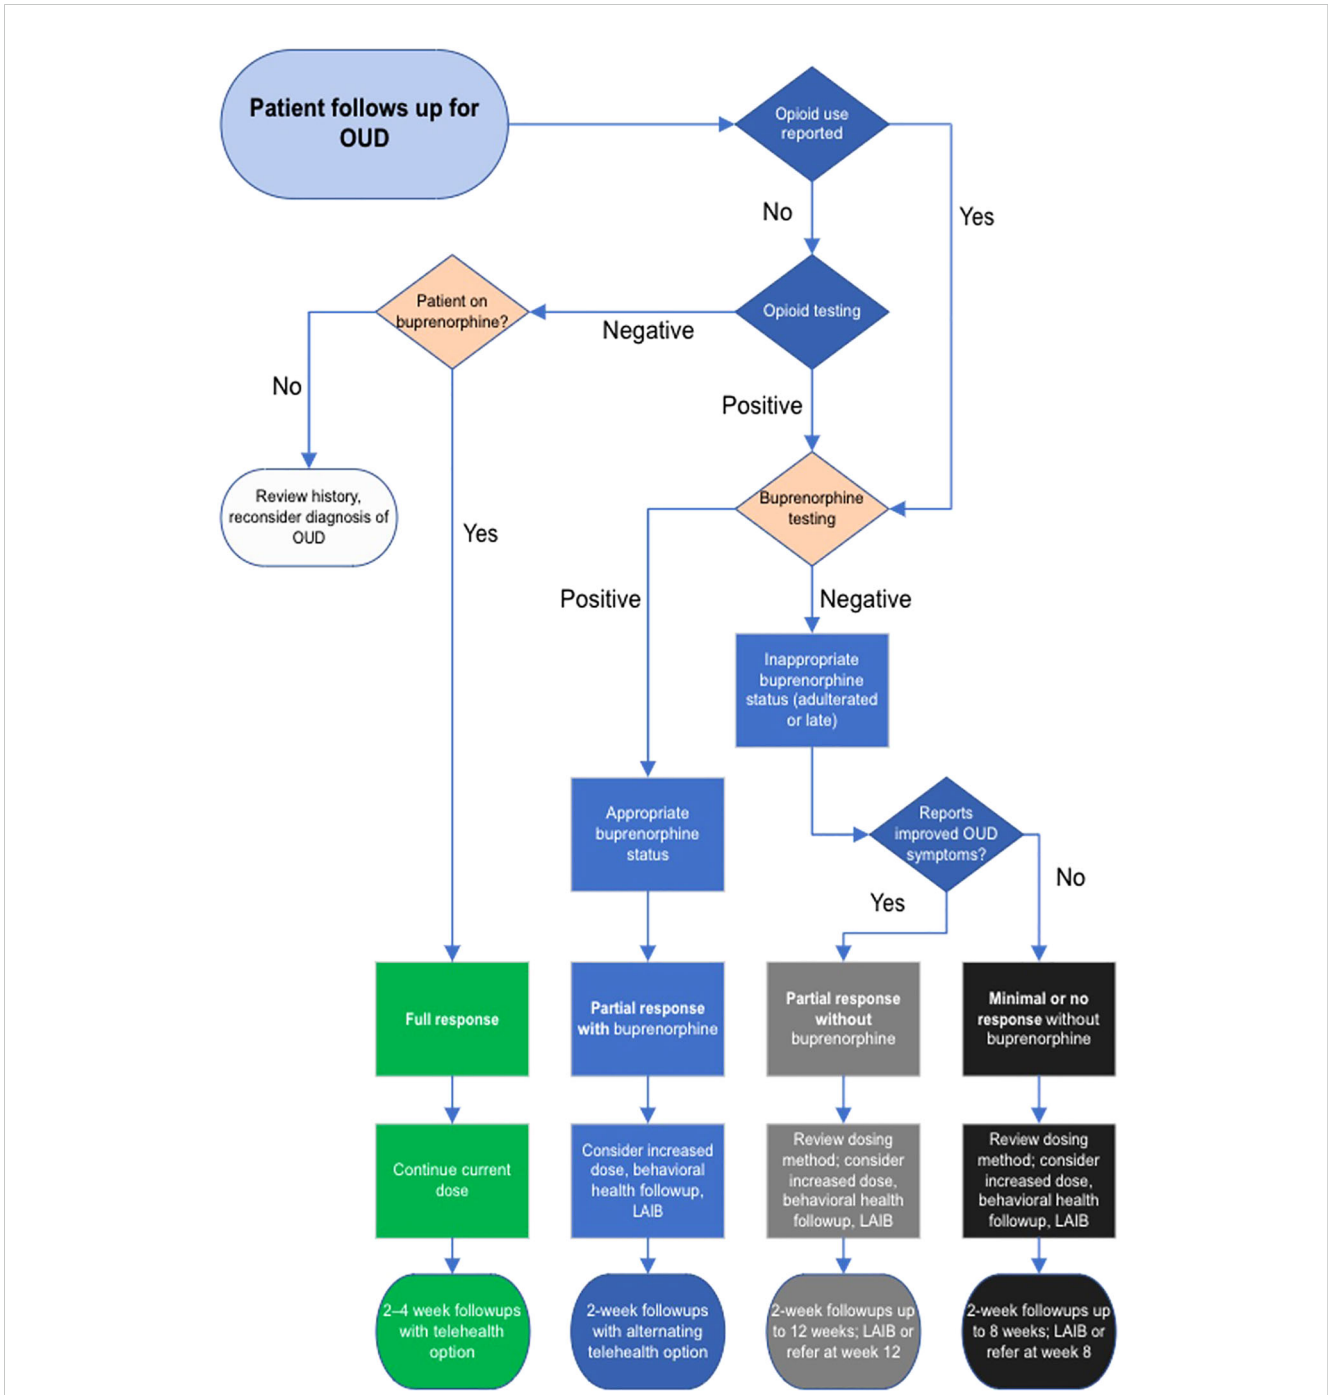 Patient follows up for
OUD
Opioid use
reported
No
Yes
Patient on
buprenorphine?
Negative
Opioid testing
No
Positive
Review history,
reconsider diagnosis of
OUD
Yes
Buprenorphine
testing
Positive
Negative
Inappropriate
buprenorphine
status (adulterated
or late)
Appropriate
buprenorphine
status
Reports
improved OUD
symptoms?
Yes
No
Full response
Partial response
with buprenorphine
Partial response
without
buprenorphine
Minimal or no
response without
buprenorphine
Continue current
dose
Consider increased
dose, behavioral
health followup,
LAIB
Review dosing
method; consider
increased dose,
behavioral health
followup, LAIB
Review dosing
method; consider
increased dose,
behavioral health
followup, LAIB
2–4 week followups
with telehealth
option
2-week followups
with alternating
telehealth option
2-week followups up
to 12 weeks; LAIB or
refer at week 12
2-week followups up
to 8 weeks; LAIB or
refer at week 8